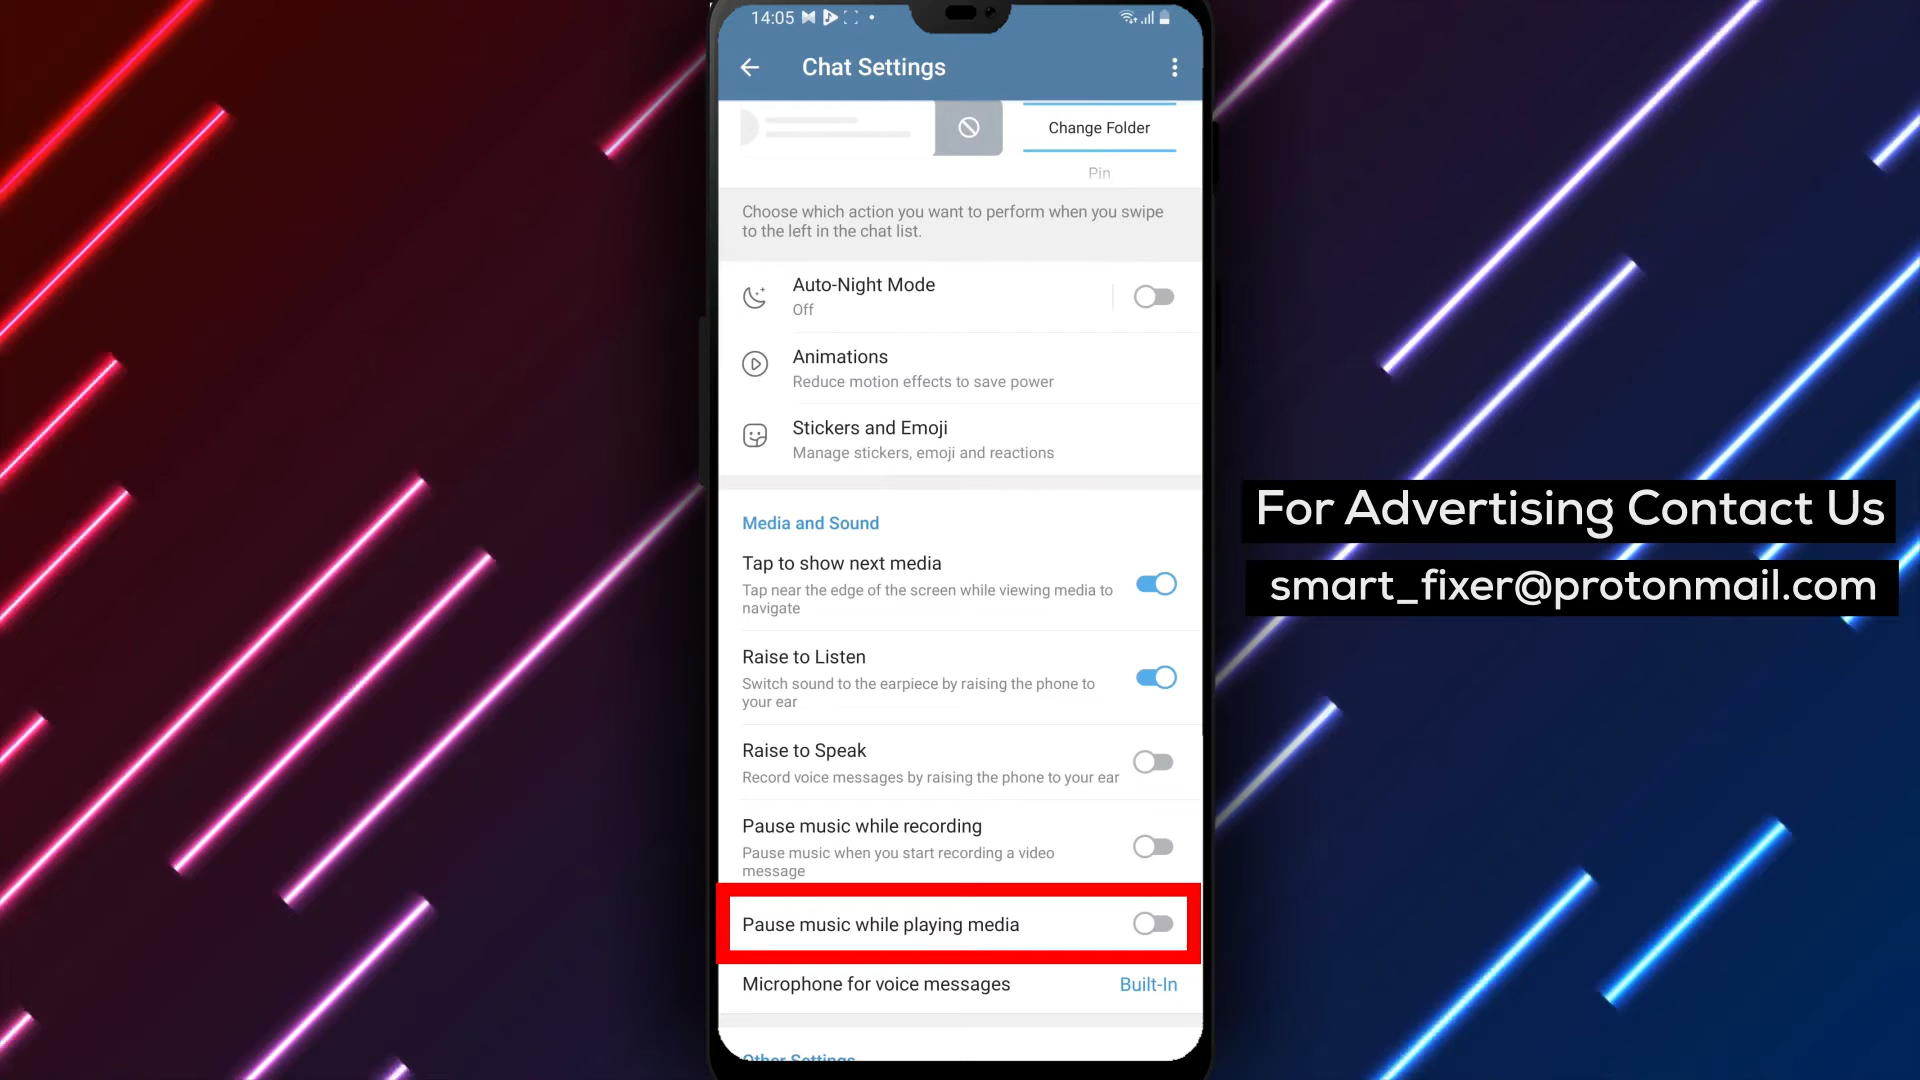 14:05
Chat Settings
Change Folder
Pin
Choose which action you want to perform when you swipe
to the left in the chat list.
Auto-Night Mode
Off
Animations
Reduce motion effects to save power
Stickers and Emoji
Manage stickers, emoji and reactions
Media and Sound
Tap to show next media
Tap near the edge of the screen while viewing media to
navigate
Raise to Listen
Switch sound to the earpiece by raising the phone to
your ear
Raise to Speak
Record voice messages by raising the phone to your ear
Pause music while recording
Pause music when you start recording a video
message
Pause music while playing media
Microphone for voice messages
Built-In
Other Settings
For Advertising Contact Us
smart_fixer@protonmail.com